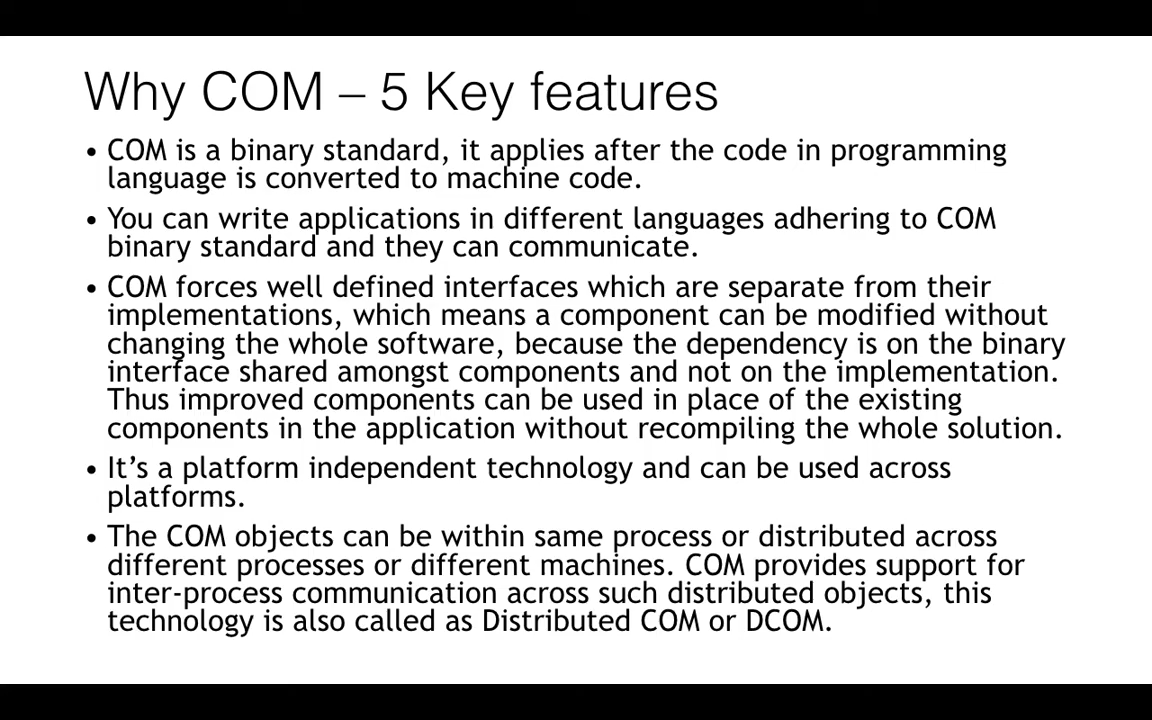 Why COM – 5 Key features
• COM is a binary standard, it applies after the code in programming
language is converted to machine code.
• You can write applications in different languages adhering to COM
binary standard and they can communicate.
• COM forces well defined interfaces which are separate from their
implementations, which means a component can be modified without
changing the whole software, because the dependency is on the binary
interface shared amongst components and not on the implementation.
Thus improved components can be used in place of the existing
components in the application without recompiling the whole solution.
• It’s a platform independent technology and can be used across
platforms.
• The COM objects can be within same process or distributed across
different processes or different machines. COM provides support for
inter-process communication across such distributed objects, this
technology is also called as Distributed COM or DCOM.